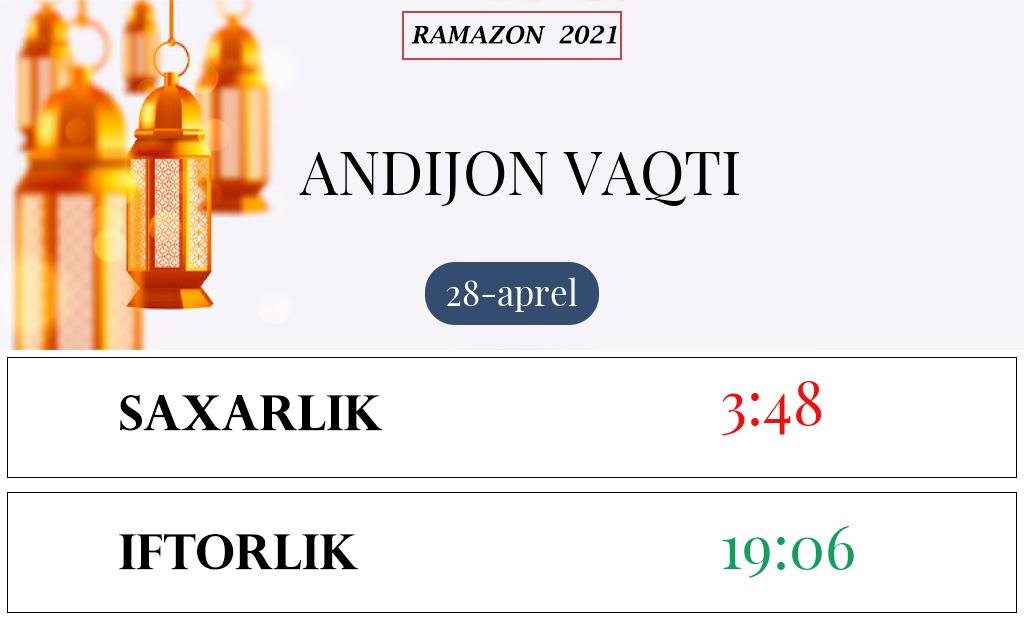 RAMAZON 2021
ANDIJON VAQTI
28-aprel
SAXARLIK 3:48
IFTORLIK 19:06